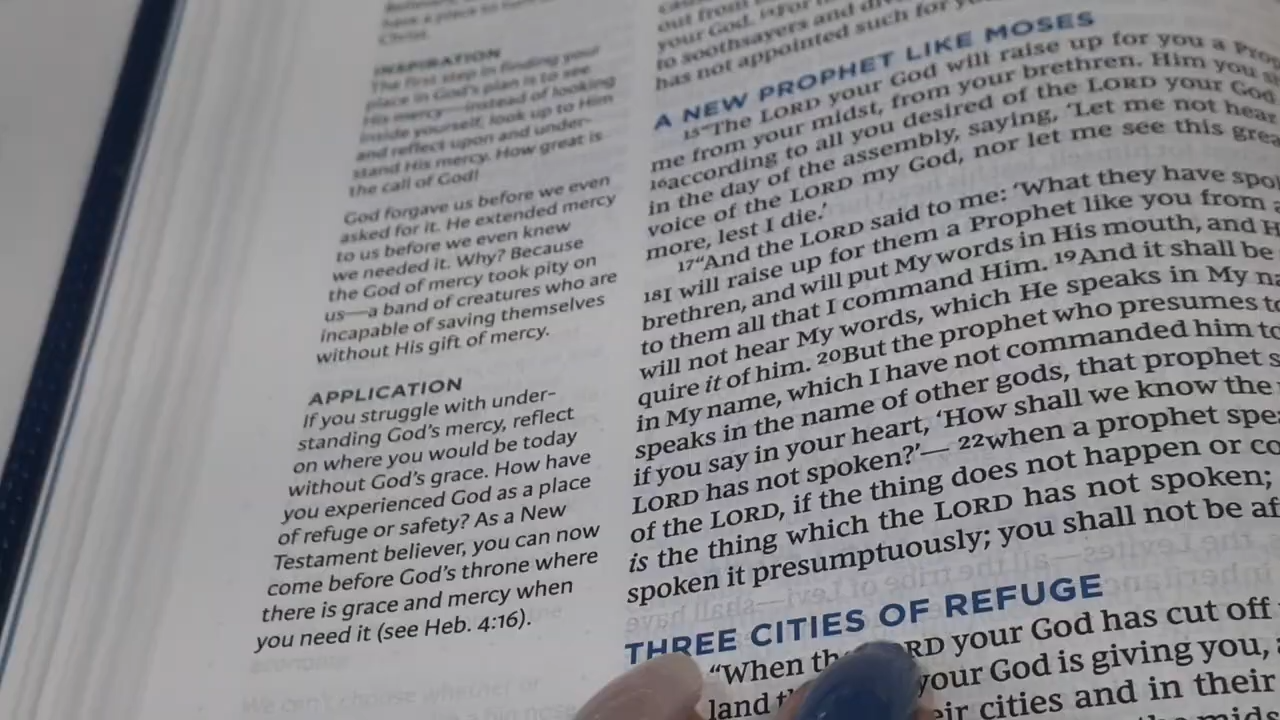 have a place to
Christ.
INSPIRATION
The first step in finding your
place in God's plan is to see
His mercy—instead of looking
inside yourself, look up to Him
and reflect upon and under-
stand His mercy. How great is
the call of God!
God forgave us before we even
asked for it. He extended mercy
to us before we even knew
we needed it. Why? Because
the God of mercy took pity on
us—a band of creatures who are
incapable of saving themselves
without His gift of mercy.
APPLICATION
If you struggle with under-
standing God's mercy, reflect
on where you would be today
without God's grace. How have
you experienced God as a place
of refuge or safety? As a New
Testament believer, you can now
come before God's throne where
there is grace and mercy when
you need it (see Heb. 4:16).
out from
your God.
to soothsayers and
has not appointed such for
A NEW PROPHET LIKE MOSES
15"The LORD your God will raise up for you a
me from your midst, from your brethren. Him you
16according to all you desired of the LORD your God
in the day of the assembly, saying, 'Let me not hear
voice of the LORD my God, nor let me see this
more, lest I die.'
17"And the LORD said to me: 'What they have
18I will raise up for them a Prophet like you from
brethren, and will put My words in His mouth, and
to them all that I command Him. 19And it shall be
will not hear My words, which He speaks in My
quire it of him. 20But the prophet who presumes
in My name, which I have not commanded him to
speaks in the name of other gods, that prophet
if you say in your heart, 'How shall we know the
LORD has not spoken?'— 22when a prophet
of the LORD, if the thing does not happen or
is the thing which the LORD has not spoken;
spoken it presumptuously; you shall not be
THREE CITIES OF REFUGE
"When your God has cut off
land your God is giving you,
cities and in their